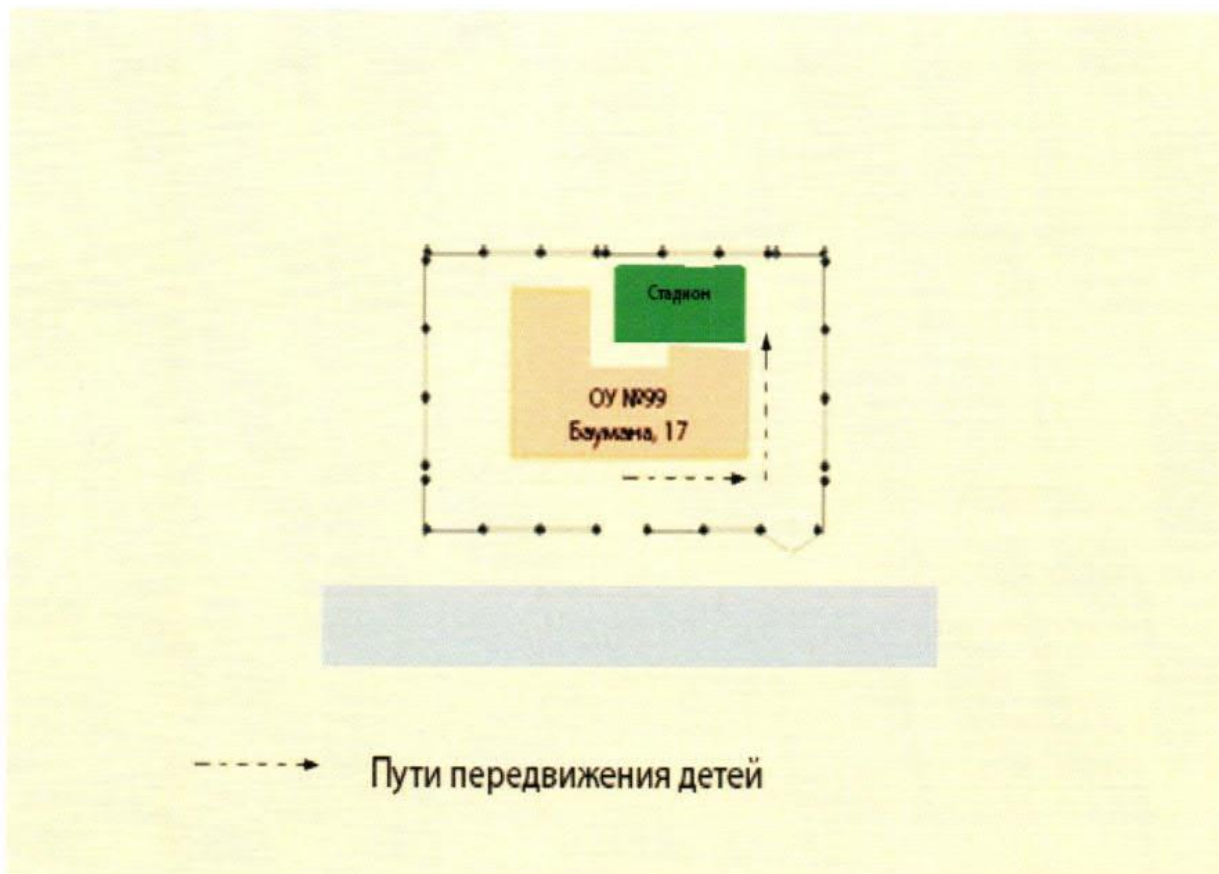 Стадион
ОУ №99
Баумана, 17
Пути передвижения детей